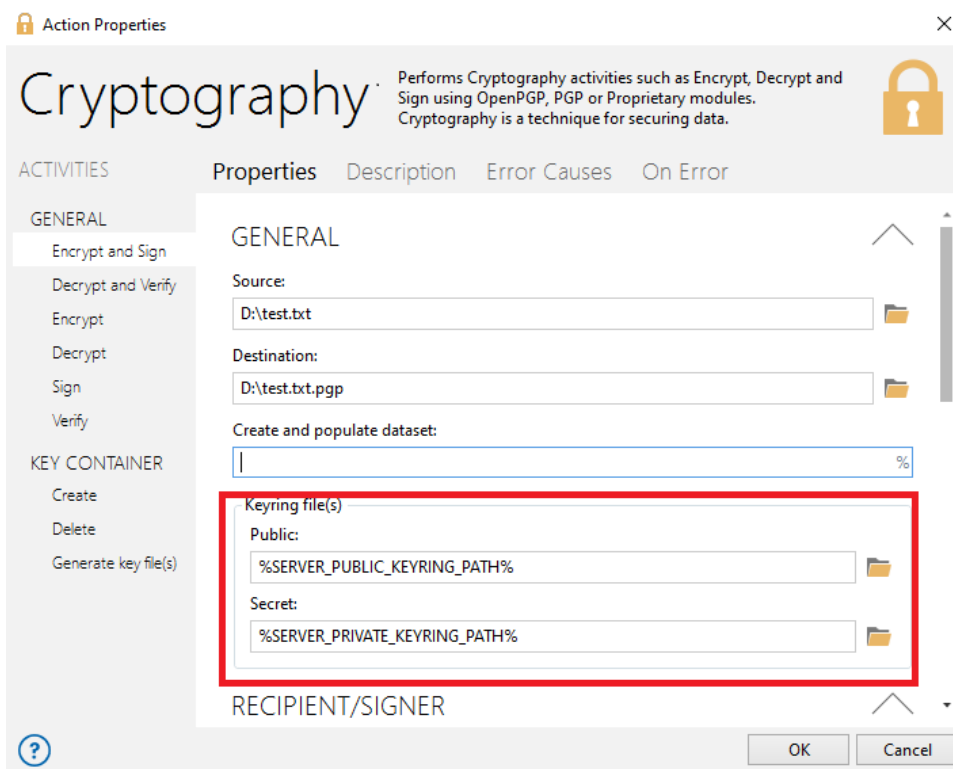 Action Properties
Cryptography
Performs Cryptography activities such as Encrypt, Decrypt and
Sign using OpenPGP, PGP or Proprietary modules.
Cryptography is a technique for securing data.
ACTIVITIES
Properties Description Error Causes On Error
GENERAL
Encrypt and Sign
Decrypt and Verify
Encrypt
Decrypt
Sign
Verify
KEY CONTAINER
Create
Delete
Generate key file(s)
GENERAL
Source:
D:\test.txt
Destination:
D:\test.txt.pgp
Create and populate dataset:
%
Keyring file(s)
Public:
%SERVER_PUBLIC_KEYRING_PATH%
Secret:
%SERVER_PRIVATE_KEYRING_PATH%
RECIPIENT/SIGNER
?
OK Cancel